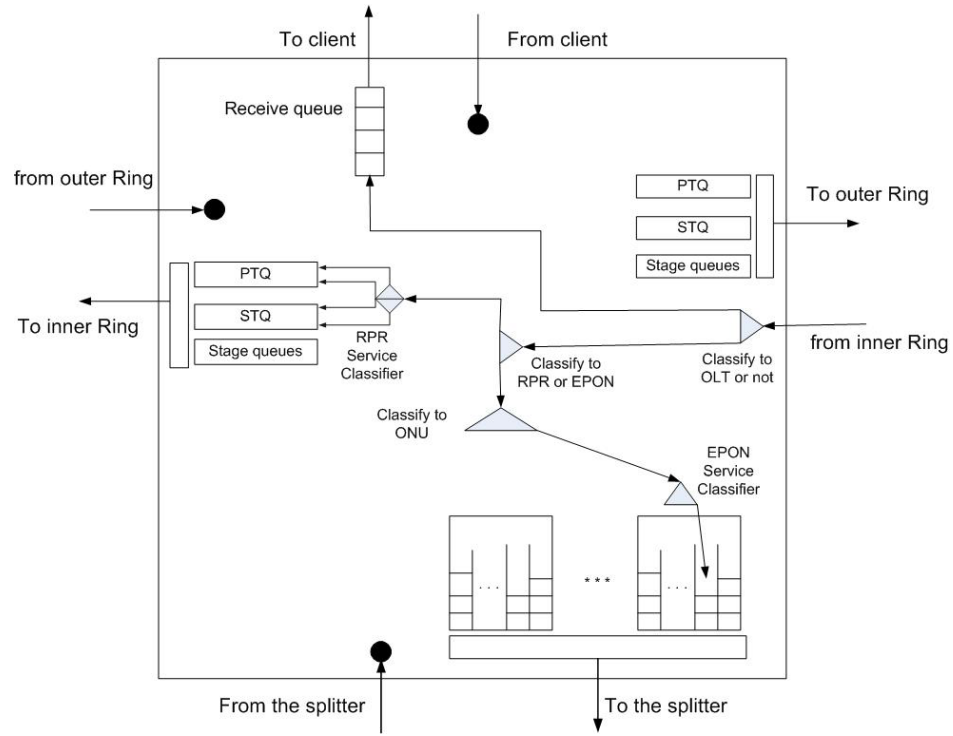 To client
From client
Receive queue
from outer Ring
PTQ
To outer Ring
STQ
Stage queues
PTQ
STQ
To inner Ring
Stage queues
RPR
Service
Classifier
Classify to
RPR or EPON
Classify to
OLT or not
from inner Ring
Classify to
ONU
EPON
Service
Classifier
. . .
* * *
. . .
From the splitter
To the splitter